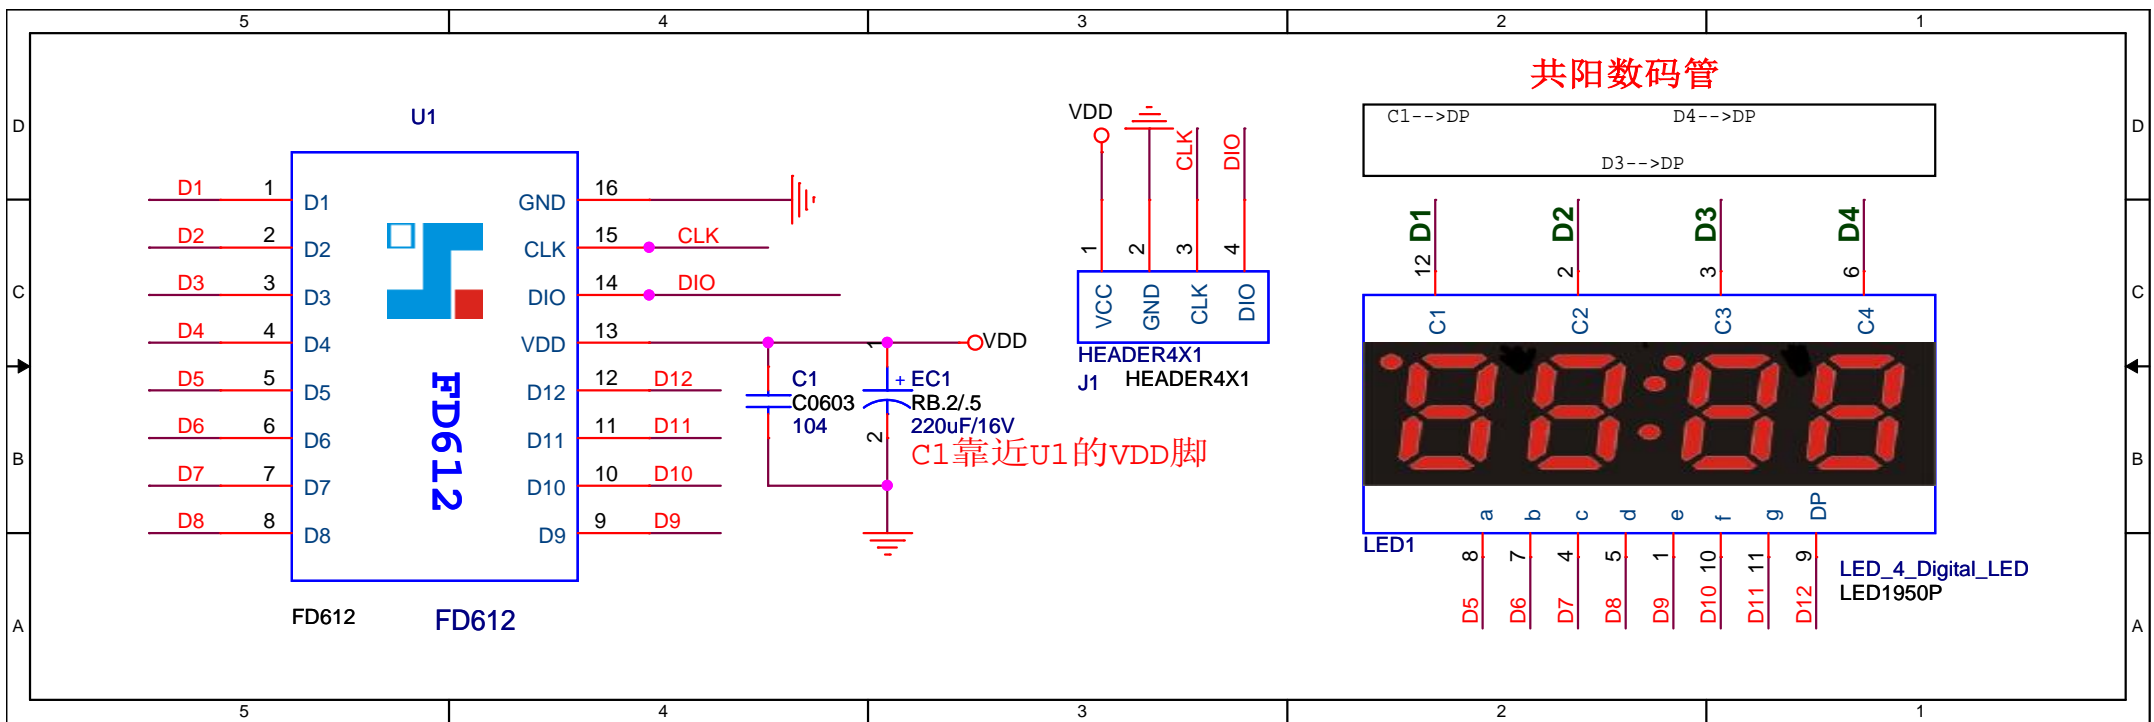 5 4 3 2 1
共阳数码管
D
C
B
A
U1
D1 1 D1
D2 2 D2
D3 3 D3
D4 4 D4
D5 5 D5
D6 6 D6
D7 7 D7
D8 8 D8
GND 16
CLK 15 CLK
DIO 14 DIO
VDD 13 VDD
D12 12 D12
D11 11 D11
D10 10 D10
D9 9 D9
FD612
FD612
FD612
C1
C0603
104
1
+ EC1
RB.2/.5
220uF/16V
2
C1靠近U1的VDD脚
VDD
CLK
DIO
1 2 3 4
VCC GND CLK DIO
HEADER4X1
J1 HEADER4X1
C1-->DP D4-->DP
D3-->DP
D1 D2 D3 D4
12 2 3 6
C1 C2 C3 C4
88:88
a b c d e f g DP
LED1
8 7 4 5 1 10 11 9
D5 D6 D7 D8 D9 D10 D11 D12
LED_4_Digital_LED
LED1950P
D
C
B
A
5 4 3 2 1